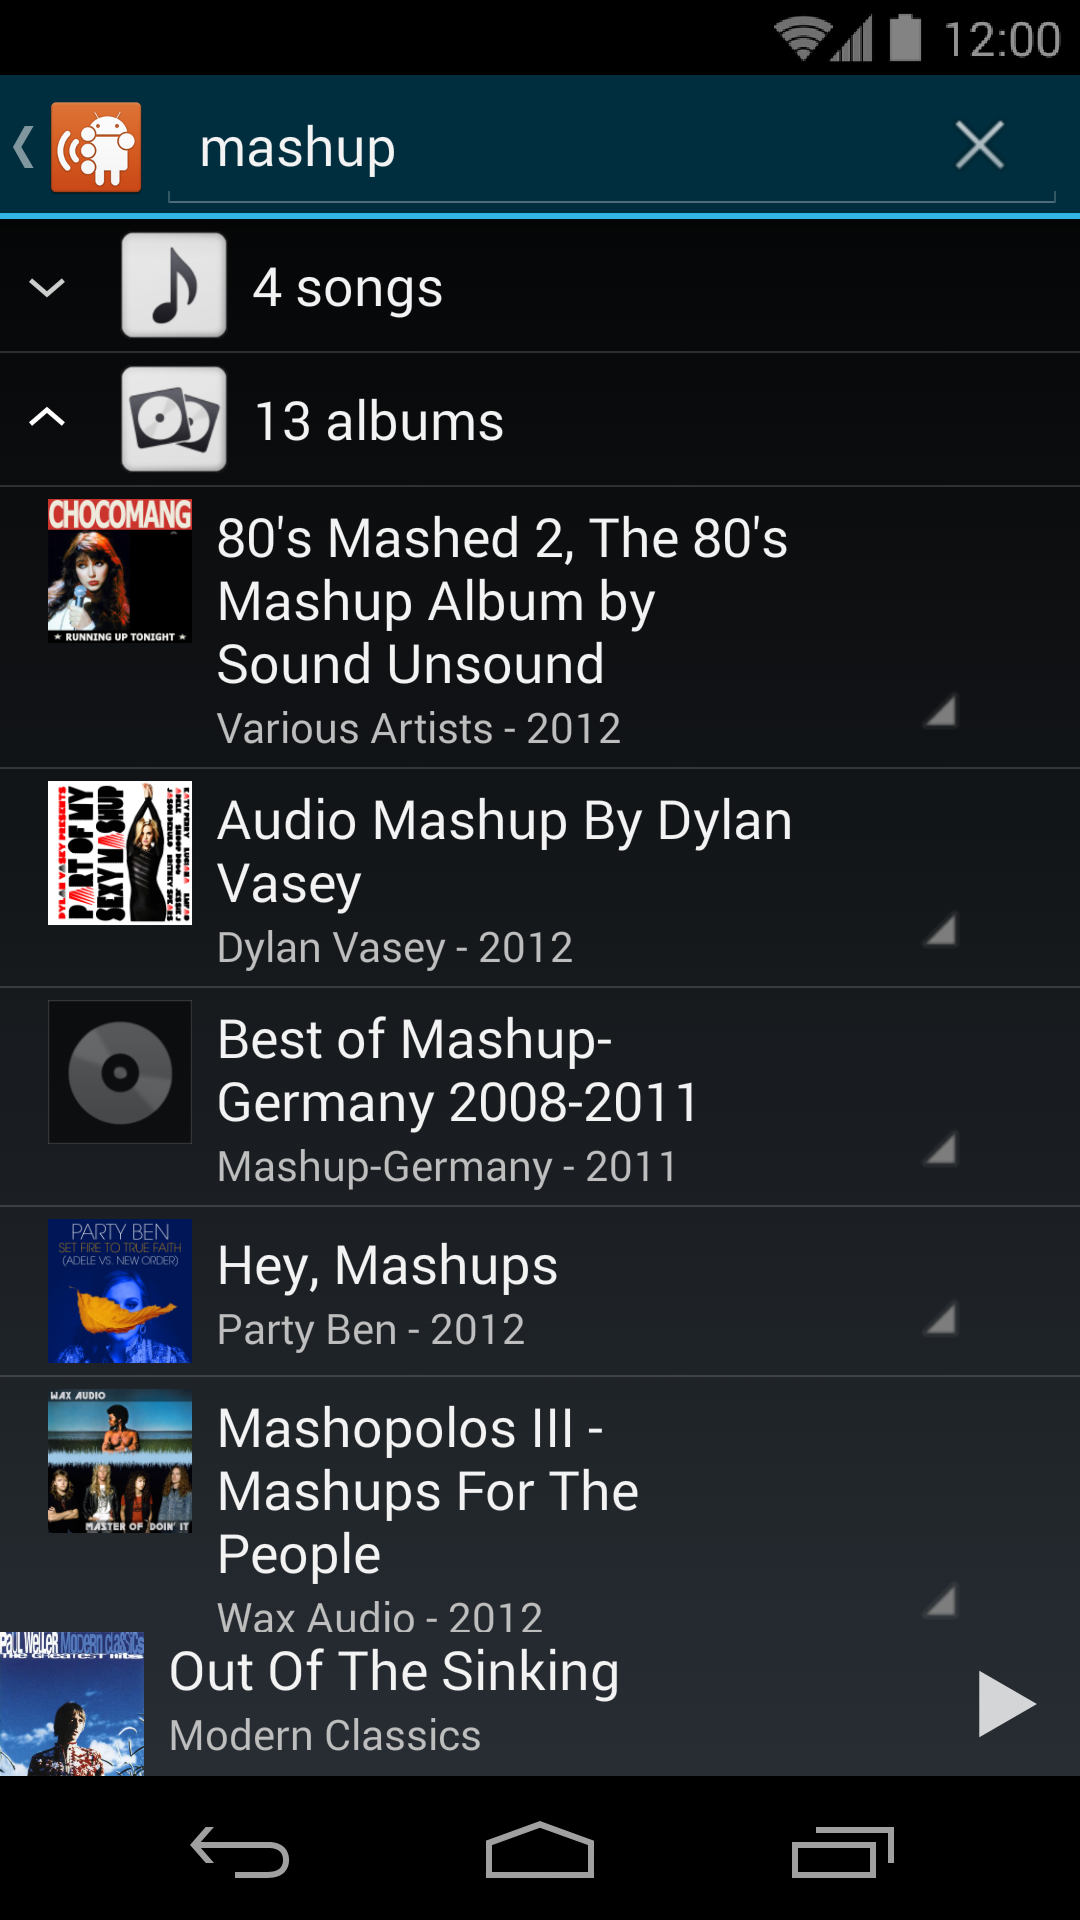 12:00
mashup
4 songs
13 albums
CHOCOMANG
★ RUNNING UP TONIGHT ★
80's Mashed 2, The 80's
Mashup Album by
Sound Unsound
Various Artists - 2012
DYLAN VASEY PRESENTS
PART OF MY
SEXY MASHUP
Audio Mashup By Dylan
Vasey
Dylan Vasey - 2012
Best of Mashup-
Germany 2008-2011
Mashup-Germany - 2011
PARTY BEN
SET FIRE TO TRUE FAITH
(ADELE VS. NEW ORDER)
Hey, Mashups
Party Ben - 2012
WAX AUDIO
MASTER OF DOIN' IT
Mashopolos III -
Mashups For The
People
Wax Audio - 2012
PAUL WELLER Modern Classics
The Greatest Hits
Out Of The Sinking
Modern Classics